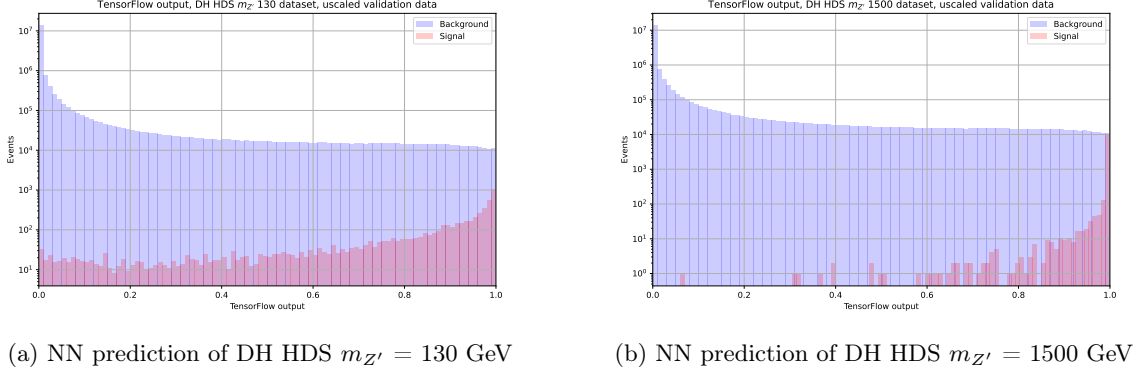 TensorFlow output, DH HDS m_{Z′} 130 dataset, uscaled validation data
Background
Signal
10^7
10^6
10^5
10^4
10^3
10^2
10^1
Events
0.0 0.2 0.4 0.6 0.8 1.0
TensorFlow output
(a) NN prediction of DH HDS m_{Z′} = 130 GeV
TensorFlow output, DH HDS m_{Z′} 1500 dataset, uscaled validation data
Background
Signal
10^7
10^6
10^5
10^4
10^3
10^2
10^1
10^0
Events
0.0 0.2 0.4 0.6 0.8 1.0
TensorFlow output
(b) NN prediction of DH HDS m_{Z′} = 1500 GeV